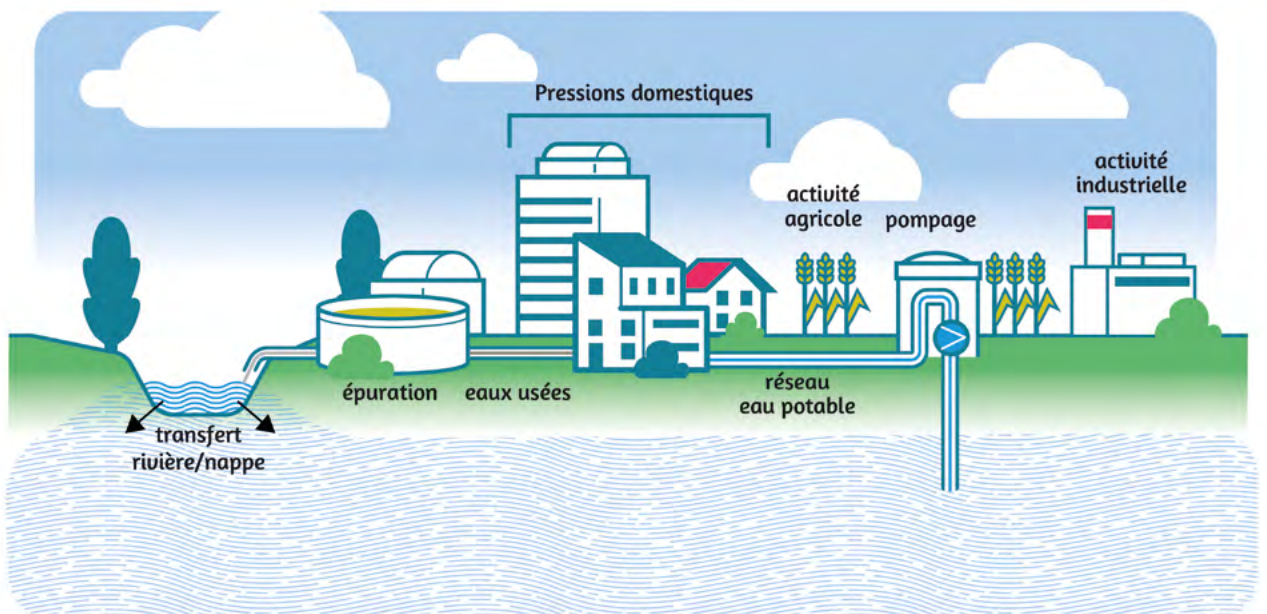 Pressions domestiques
activité
industrielle
activité
agricole
pompage
épuration
eaux usées
réseau
eau potable
transfert
rivière/nappe